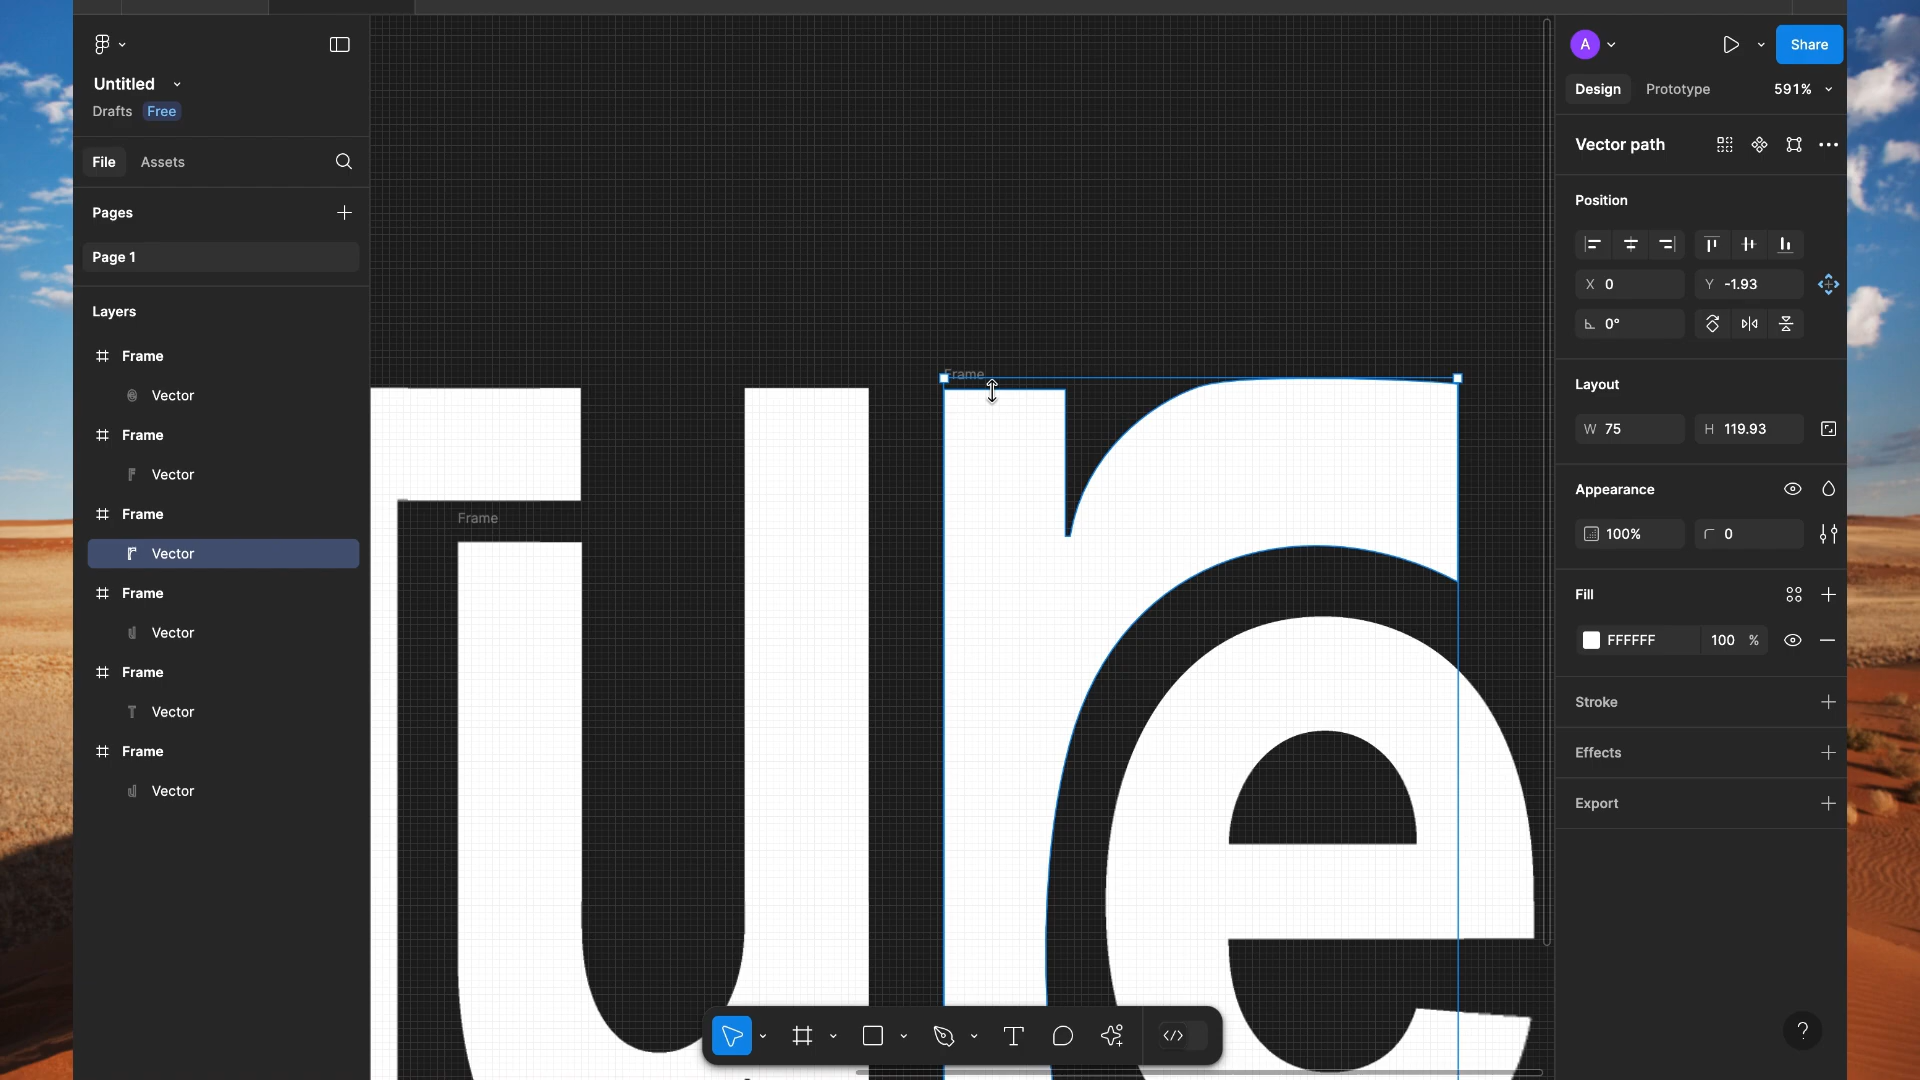 Untitled
Drafts Free
File Assets
Pages
Page 1
Layers
Frame
Vector
Frame
Vector
Frame
Vector
Frame
Vector
Frame
Vector
Frame
Vector
Frame
Frame
ure
A
Share
Design Prototype 591%
Vector path
Position
X 0 Y -1.93
0°
Layout
W 75 H 119.93
Appearance
100% 0
Fill
FFFFFF 100 %
Stroke
Effects
Export
?